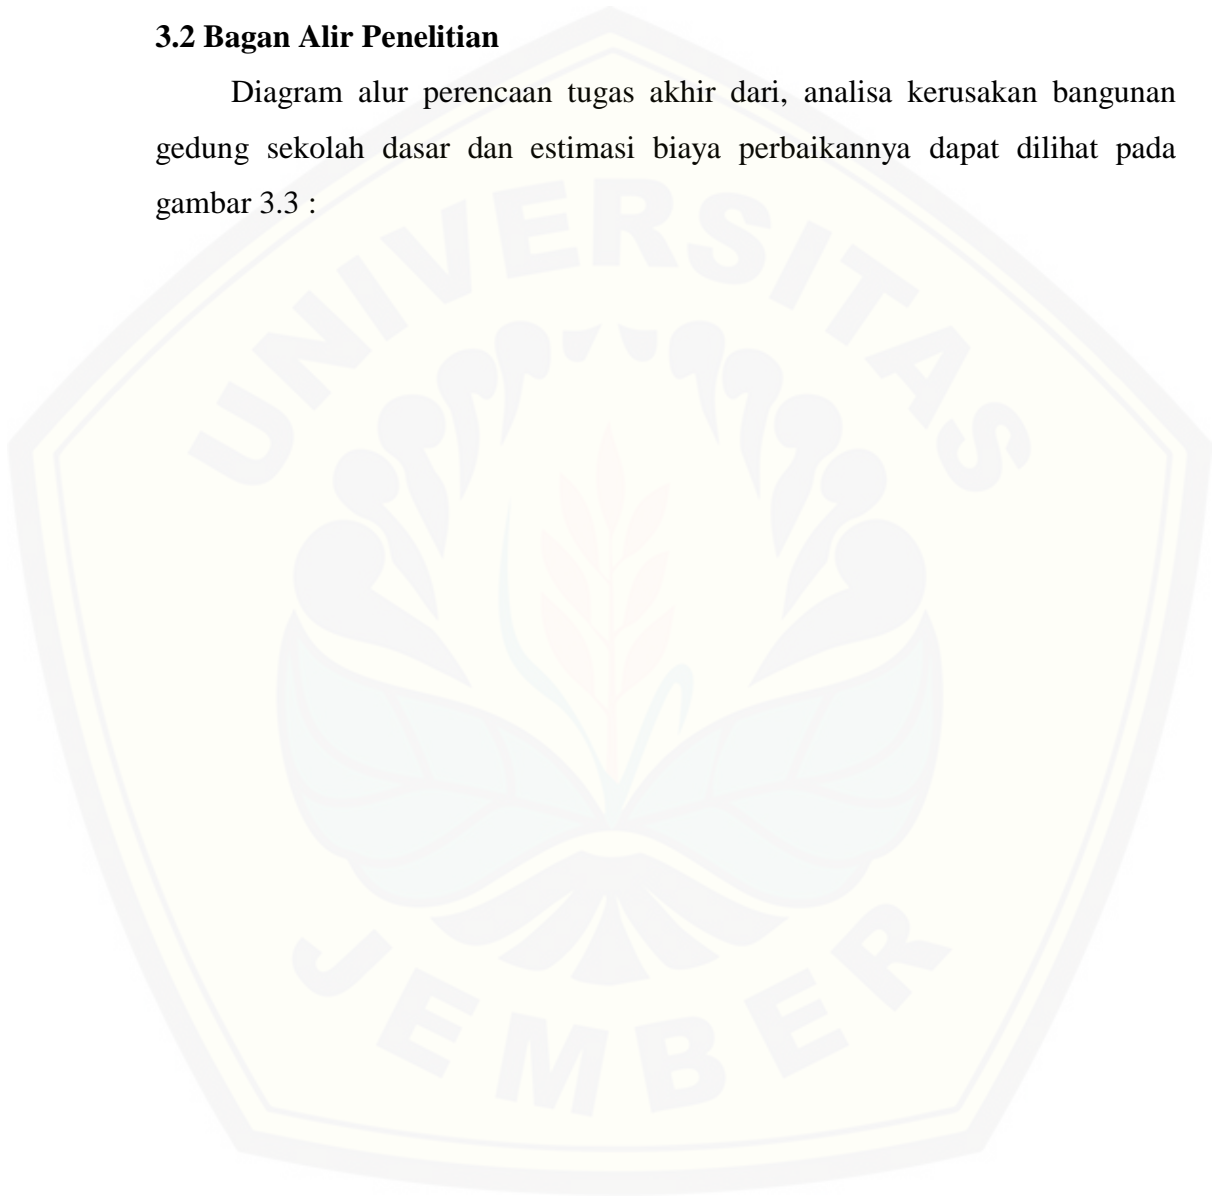 3.2 Bagan Alir Penelitian
Diagram alur perencaan tugas akhir dari, analisa kerusakan bangunan
gedung sekolah dasar dan estimasi biaya perbaikannya dapat dilihat pada
gambar 3.3 :
UNIVERSITAS
JEMBER